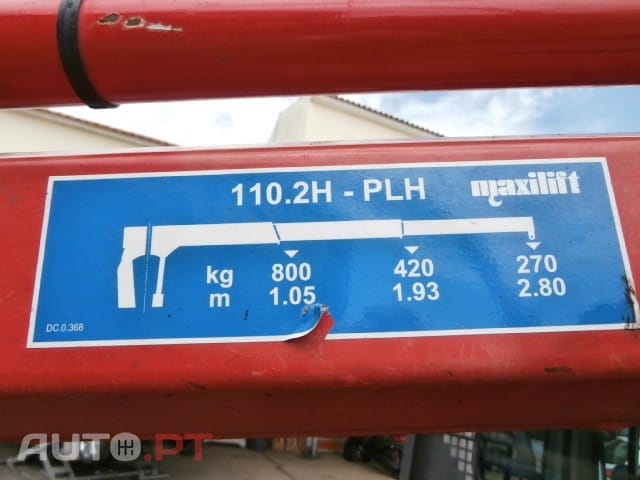 110.2H - PLH
maxilift
kg 800 420 270
m 1.05 1.93 2.80
DC.0.368
AUTO.PT